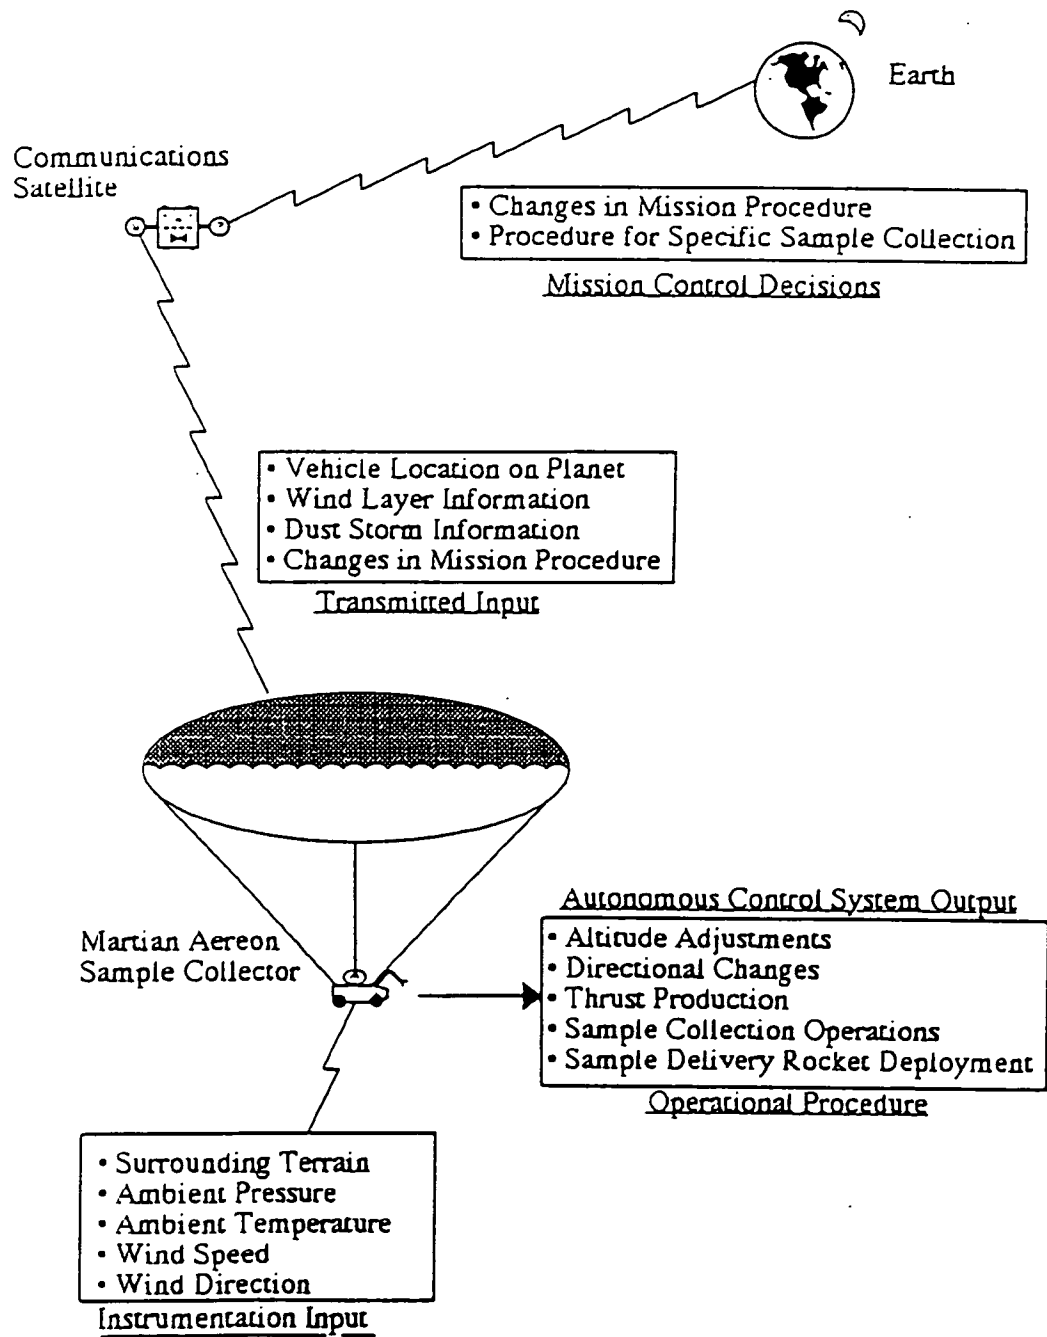 Earth
Communications
Satellite
• Changes in Mission Procedure
• Procedure for Specific Sample Collection
Mission Control Decisions
• Vehicle Location on Planet
• Wind Layer Information
• Dust Storm Information
• Changes in Mission Procedure
Transmitted Input
Martian Aereon
Sample Collector
Autonomous Control System Output
• Altitude Adjustments
• Directional Changes
• Thrust Production
• Sample Collection Operations
• Sample Delivery Rocket Deployment
Operational Procedure
• Surrounding Terrain
• Ambient Pressure
• Ambient Temperature
• Wind Speed
• Wind Direction
Instrumentation Input